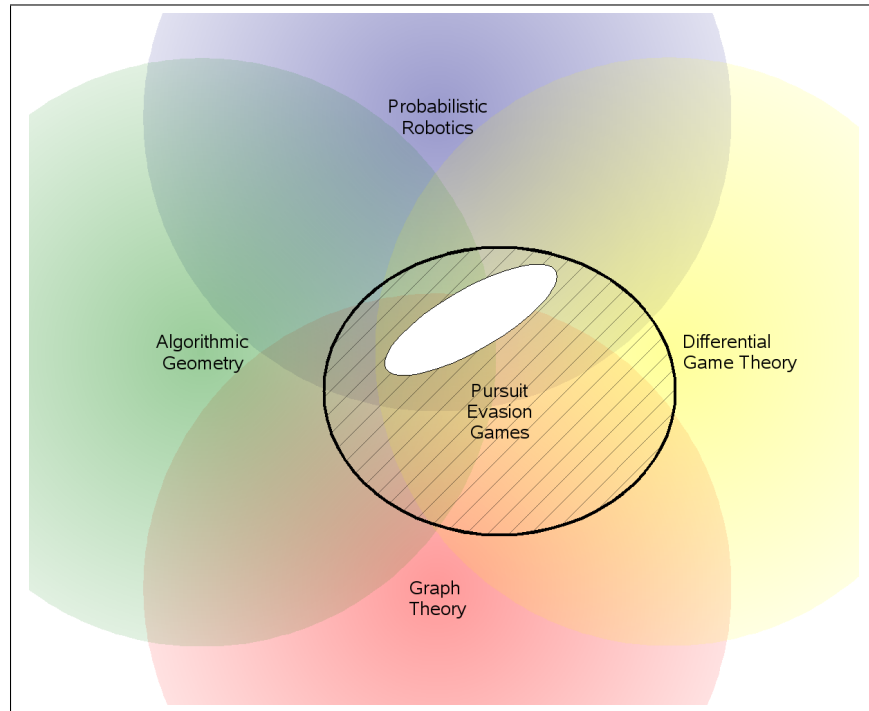 Probabilistic
Robotics
Algorithmic
Geometry
Differential
Game Theory
Pursuit
Evasion
Games
Graph
Theory